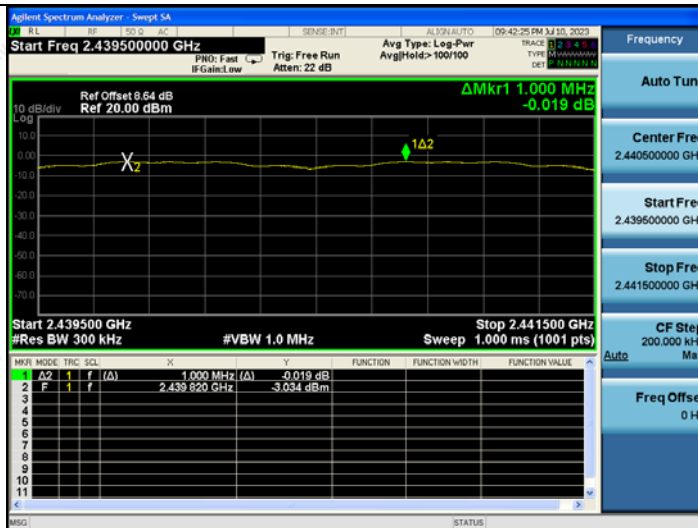 Agilent Spectrum Analyzer - Swept SA
RL RF 50 Ω AC SENSE:INT ALIGN AUTO 09:42:25 PM Jul 10, 2023
Start Freq 2.439500000 GHz
PNO: Fast
IFGain:Low
Trig: Free Run
Atten: 22 dB
Avg Type: Log-Pwr
Avg|Hold:> 100/100
TRACE 1 2 3 4 5 6
TYPE MWWWWW
DET P N N N N N
Frequency
Auto Tun
Center Fre
2.440500000 GH
Start Fre
2.439500000 GH
Stop Fre
2.441500000 GH
CF Ste
200.000 kH
Auto Ma
Freq Offse
0 H
ΔMkr1 1.000 MHz
-0.019 dB
Ref Offset 8.64 dB
10 dB/div Ref 20.00 dBm
Log
10.0
0.00
-10.0
-20.0
-30.0
-40.0
-50.0
-60.0
-70.0
X2
1Δ2
Start 2.439500 GHz Stop 2.441500 GHz
#Res BW 300 kHz #VBW 1.0 MHz Sweep 1.000 ms (1001 pts)
MKR MODE TRC SCL X Y FUNCTION FUNCTION WIDTH FUNCTION VALUE
1 Δ2 1 f (Δ) 1.000 MHz (Δ) -0.019 dB
2 F 1 f 2.439 820 GHz -3.034 dBm
3
4
5
6
7
8
9
10
11
MSG STATUS